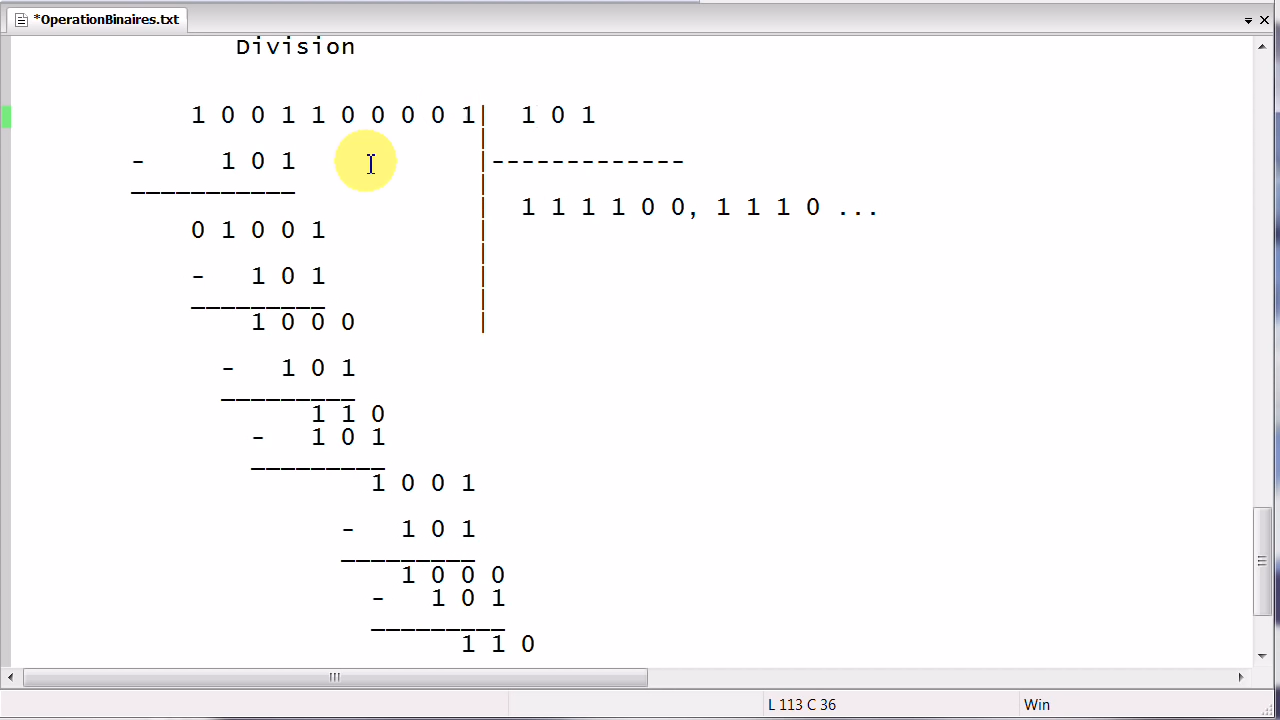 *OperationBinaires.txt
Division
1 0 0 1 1 0 0 0 0 1| 1 0 1
|
- 1 0 1 |-------------
___________ |
| 1 1 1 1 0 0, 1 1 1 0 ...
0 1 0 0 1 |
|
- 1 0 1 |
_________ |
1 0 0 0 |
- 1 0 1
_________
1 1 0
- 1 0 1
_________
1 0 0 1
- 1 0 1
_________
1 0 0 0
- 1 0 1
_________
1 1 0
L 113 C 36 Win